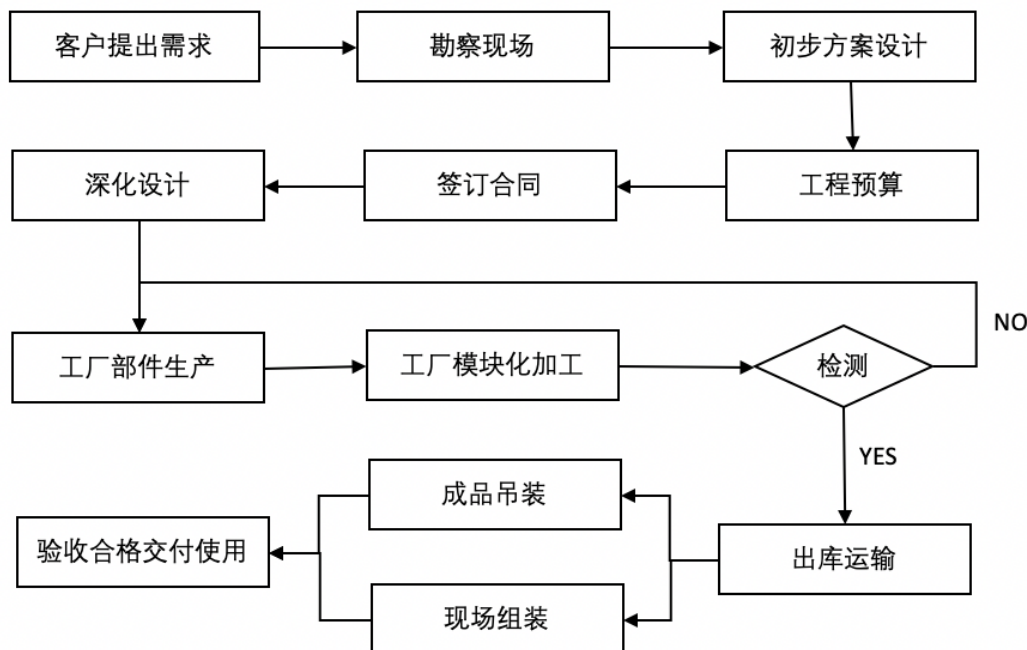 客户提出需求
勘察现场
初步方案设计
深化设计
签订合同
工程预算
NO
工厂部件生产
工厂模块化加工
检测
YES
成品吊装
验收合格交付使用
出库运输
现场组装